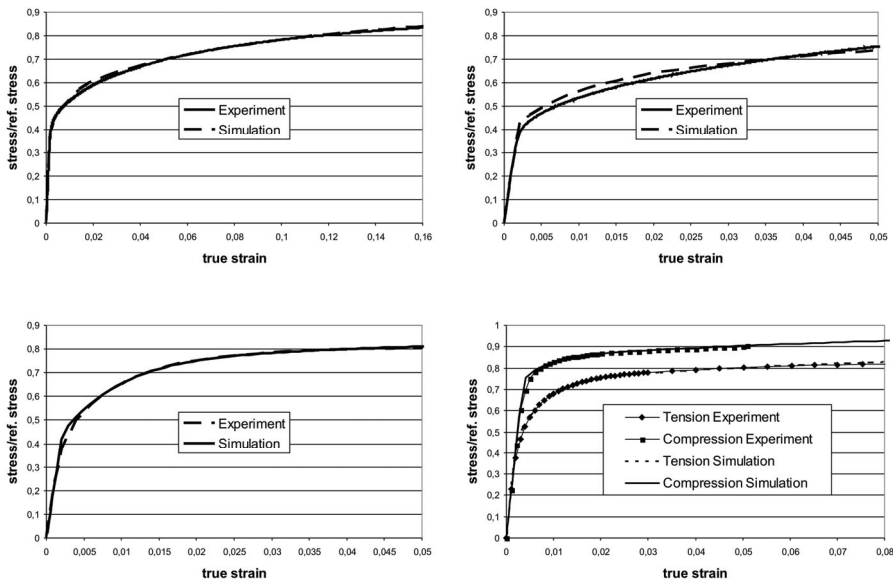 0,9
0,8
0,7
0,6
0,5
0,4
0,3
0,2
0,1
0
stress/ref. stress
Experiment
Simulation
0 0,02 0,04 0,06 0,08 0,1 0,12 0,14 0,16
true strain
0,9
0,8
0,7
0,6
0,5
0,4
0,3
0,2
0,1
0
stress/ref. stress
Experiment
Simulation
0 0,005 0,01 0,015 0,02 0,025 0,03 0,035 0,04 0,045 0,05
true strain
0,9
0,8
0,7
0,6
0,5
0,4
0,3
0,2
0,1
0
stress/ref. stress
Experiment
Simulation
0 0,005 0,01 0,015 0,02 0,025 0,03 0,035 0,04 0,045 0,05
true strain
1
0,9
0,8
0,7
0,6
0,5
0,4
0,3
0,2
0,1
0
stress/ref. stress
Tension Experiment
Compression Experiment
Tension Simulation
Compression Simulation
0 0,01 0,02 0,03 0,04 0,05 0,06 0,07 0,08
true strain